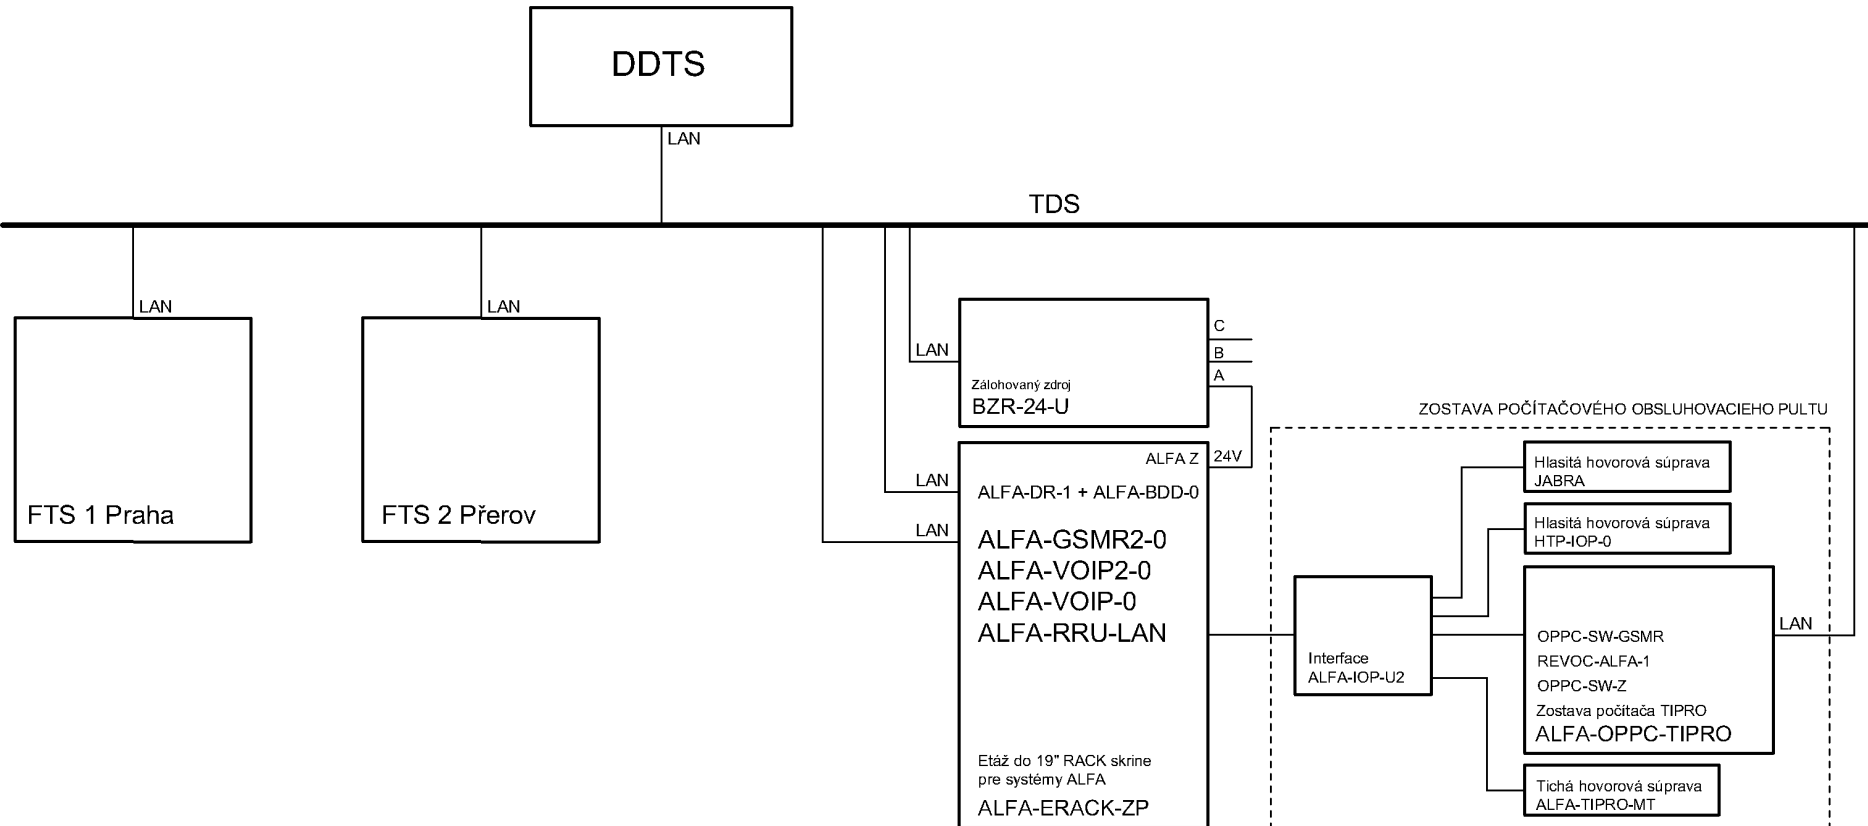 DDTS
LAN
TDS
LAN
LAN
FTS 1 Praha
FTS 2 Přerov
LAN
C
B
A
Zálohovaný zdroj
BZR-24-U
ALFA Z
24V
LAN
ALFA-DR-1 + ALFA-BDD-0
LAN
ALFA-GSMR2-0
ALFA-VOIP2-0
ALFA-VOIP-0
ALFA-RRU-LAN
Etáž do 19" RACK skrine
pre systémy ALFA
ALFA-ERACK-ZP
ZOSTAVA POČÍTAČOVÉHO OBSLUHOVACIEHO PULTU
Hlasitá hovorová súprava
JABRA
Hlasitá hovorová súprava
HTP-IOP-0
Interface
ALFA-IOP-U2
LAN
OPPC-SW-GSMR
REVOC-ALFA-1
OPPC-SW-Z
Zostava počítača TIPRO
ALFA-OPPC-TIPRO
Tichá hovorová súprava
ALFA-TIPRO-MT